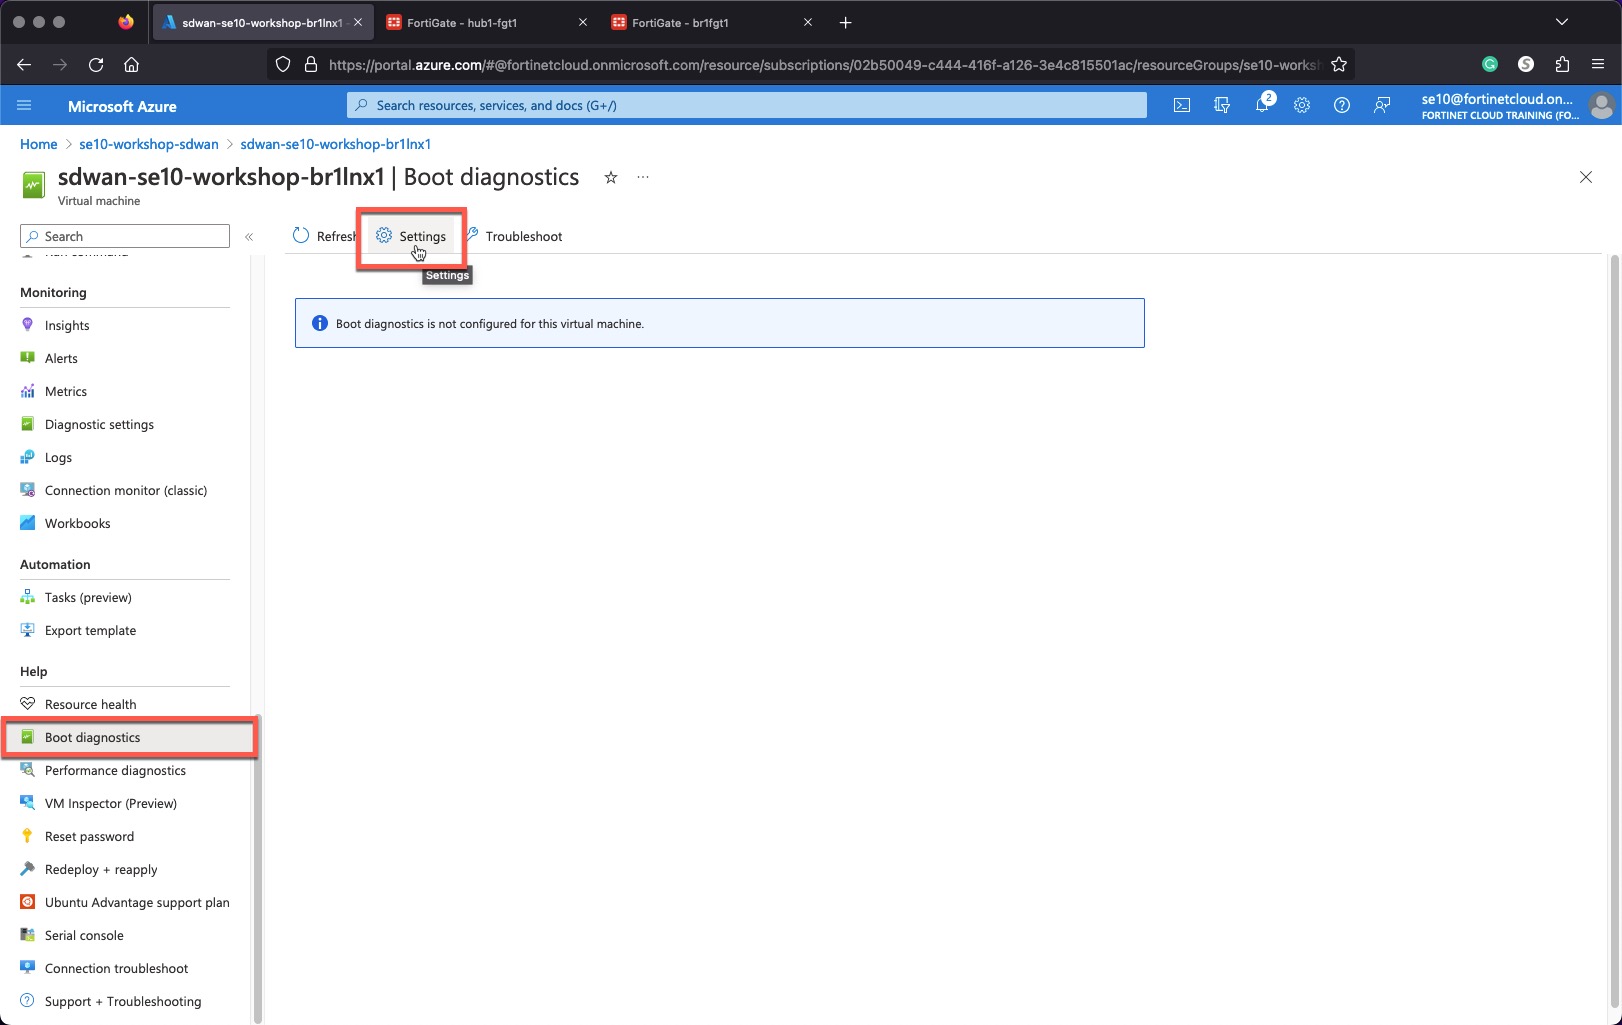 sdwan-se10-workshop-br1lnx1 -
FortiGate - hub1-fgt1
FortiGate - br1fgt1
https://portal.azure.com/#@fortinetcloud.onmicrosoft.com/resource/subscriptions/02b50049-c444-416f-a126-3e4c815501ac/resourceGroups/se10-worksh
Microsoft Azure
Search resources, services, and docs (G+/)
2
se10@fortinetcloud.on...
FORTINET CLOUD TRAINING (FO...
Home > se10-workshop-sdwan > sdwan-se10-workshop-br1lnx1
sdwan-se10-workshop-br1lnx1 | Boot diagnostics
Virtual machine
Search
Refresh
Settings
Troubleshoot
Settings
Boot diagnostics is not configured for this virtual machine.
Run command
Monitoring
Insights
Alerts
Metrics
Diagnostic settings
Logs
Connection monitor (classic)
Workbooks
Automation
Tasks (preview)
Export template
Help
Resource health
Boot diagnostics
Performance diagnostics
VM Inspector (Preview)
Reset password
Redeploy + reapply
Ubuntu Advantage support plan
Serial console
Connection troubleshoot
Support + Troubleshooting